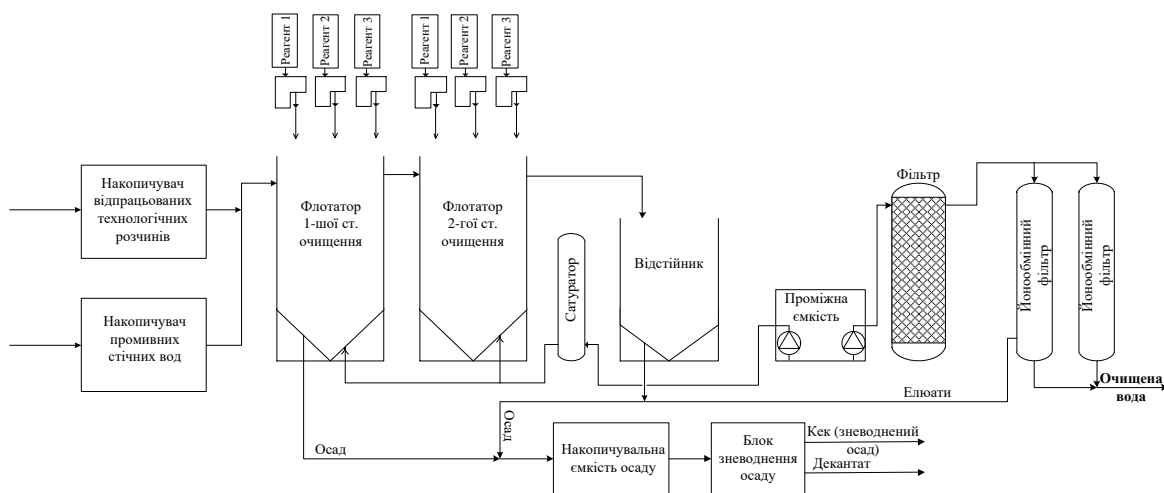 Реагент 1
Реагент 2
Реагент 3
Реагент 1
Реагент 2
Реагент 3
Накопичувач
відпрацьованих
технологічних
розчинів
Накопичувач
промивних
стічних вод
Флотатор
1-шої ст.
очищення
Флотатор
2-гої ст.
очищення
Сатуратор
Відстійник
Проміжна
ємкість
Фільтр
Йонообмінний
фільтр
Йонообмінний
фільтр
Очищена
вода
Елюати
Осад
Осад
Накопичувальна
ємкість осаду
Блок
зневоднення
осаду
Кек (зневоднений
осад)
Декантат